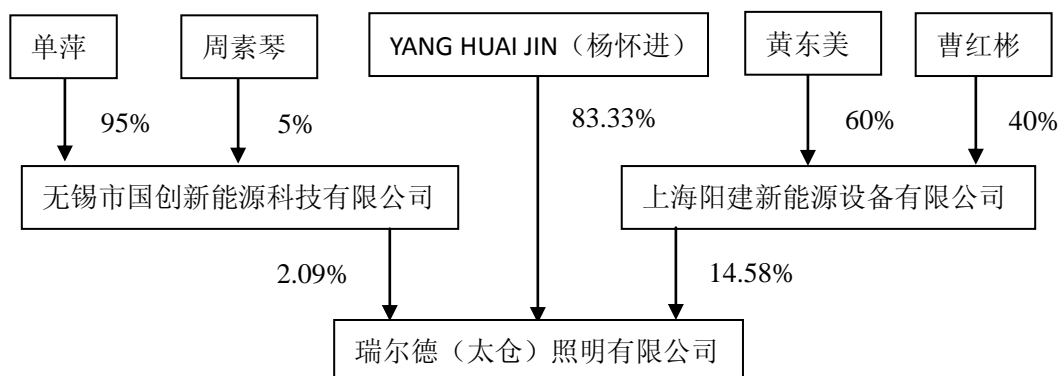 单萍 周素琴 YANG HUAI JIN（杨怀进） 黄东美 曹红彬
95% 5% 83.33% 60% 40%
无锡市国创新能源科技有限公司 上海阳建新能源设备有限公司
2.09% 14.58%
瑞尔德（太仓）照明有限公司